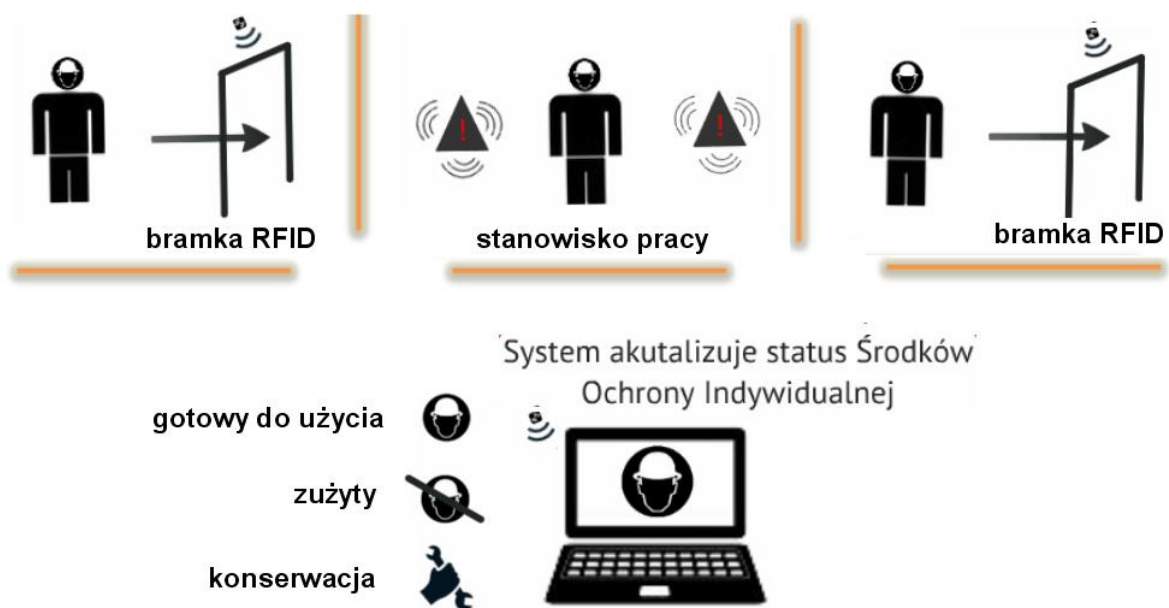 bramka RFID
stanowisko pracy
bramka RFID
System akutalizuje status Środków
Ochrony Indywidualnej
gotowy do użycia
zużyty
konserwacja